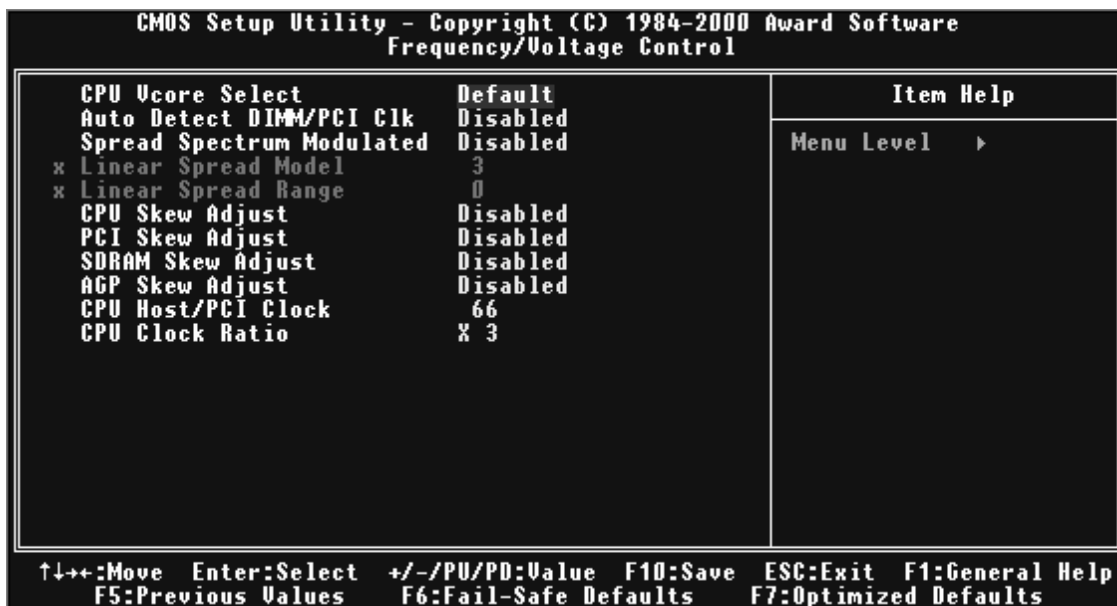 CMOS Setup Utility - Copyright (C) 1984-2000 Award Software
Frequency/Voltage Control
CPU Vcore Select Default
Auto Detect DIMM/PCI Clk Disabled
Spread Spectrum Modulated Disabled
x Linear Spread Model 3
x Linear Spread Range 0
CPU Skew Adjust Disabled
PCI Skew Adjust Disabled
SDRAM Skew Adjust Disabled
AGP Skew Adjust Disabled
CPU Host/PCI Clock 66
CPU Clock Ratio X 3
Item Help
Menu Level ▸
↑↓→←:Move Enter:Select +/-/PU/PD:Value F10:Save ESC:Exit F1:General Help
F5:Previous Values F6:Fail-Safe Defaults F7:Optimized Defaults